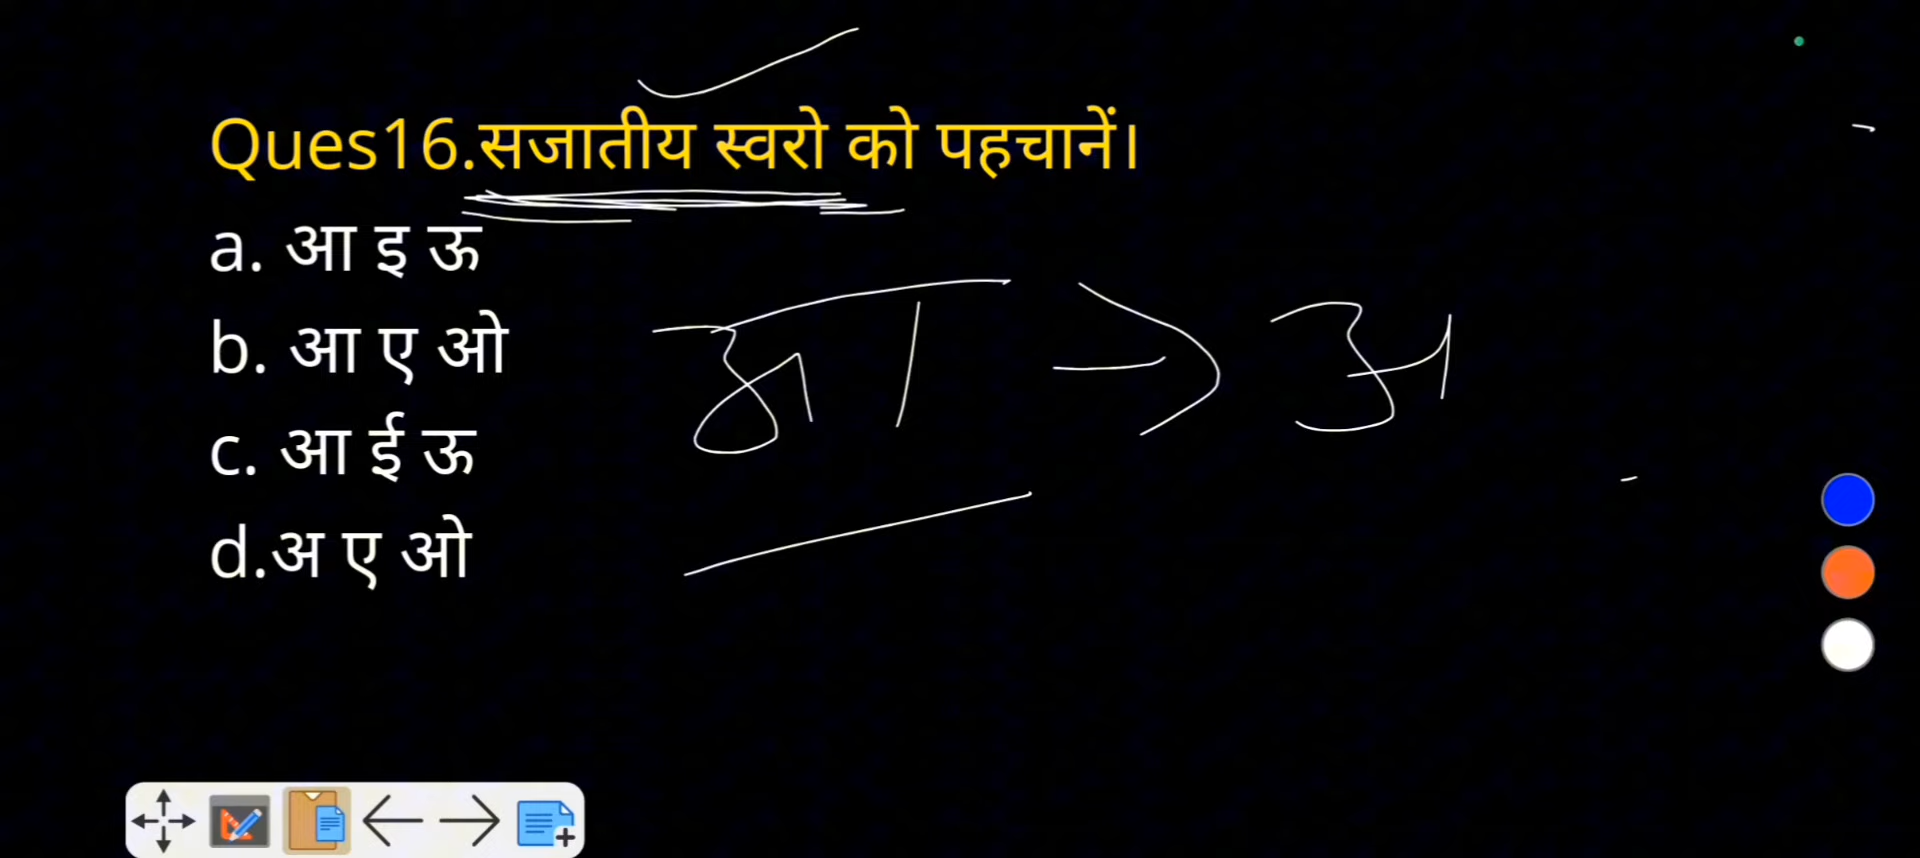 Ques16.सजातीय स्वरो को पहचानें।
a. आ इ ऊ
b. आ ए ओ
c. आ ई ऊ
d.अ ए ओ
आ → अ